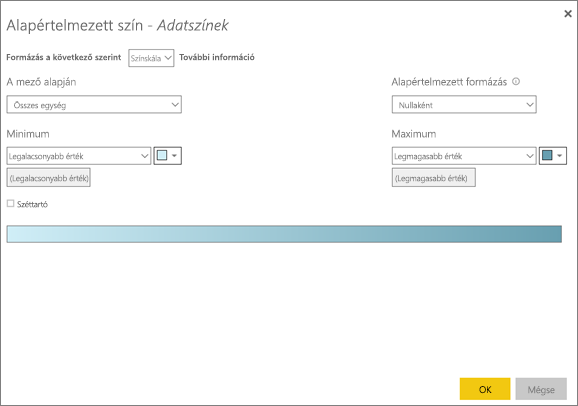 Alapértelmezett szín - Adatszínek
Formázás a következő szerint Színskála További információ
A mező alapján Alapértelmezett formázás
Összes egység Nullaként
Minimum Maximum
Legalacsonyabb érték Legmagasabb érték
(Legalacsonyabb érték) (Legmagasabb érték)
Széttartó
OK Mégse